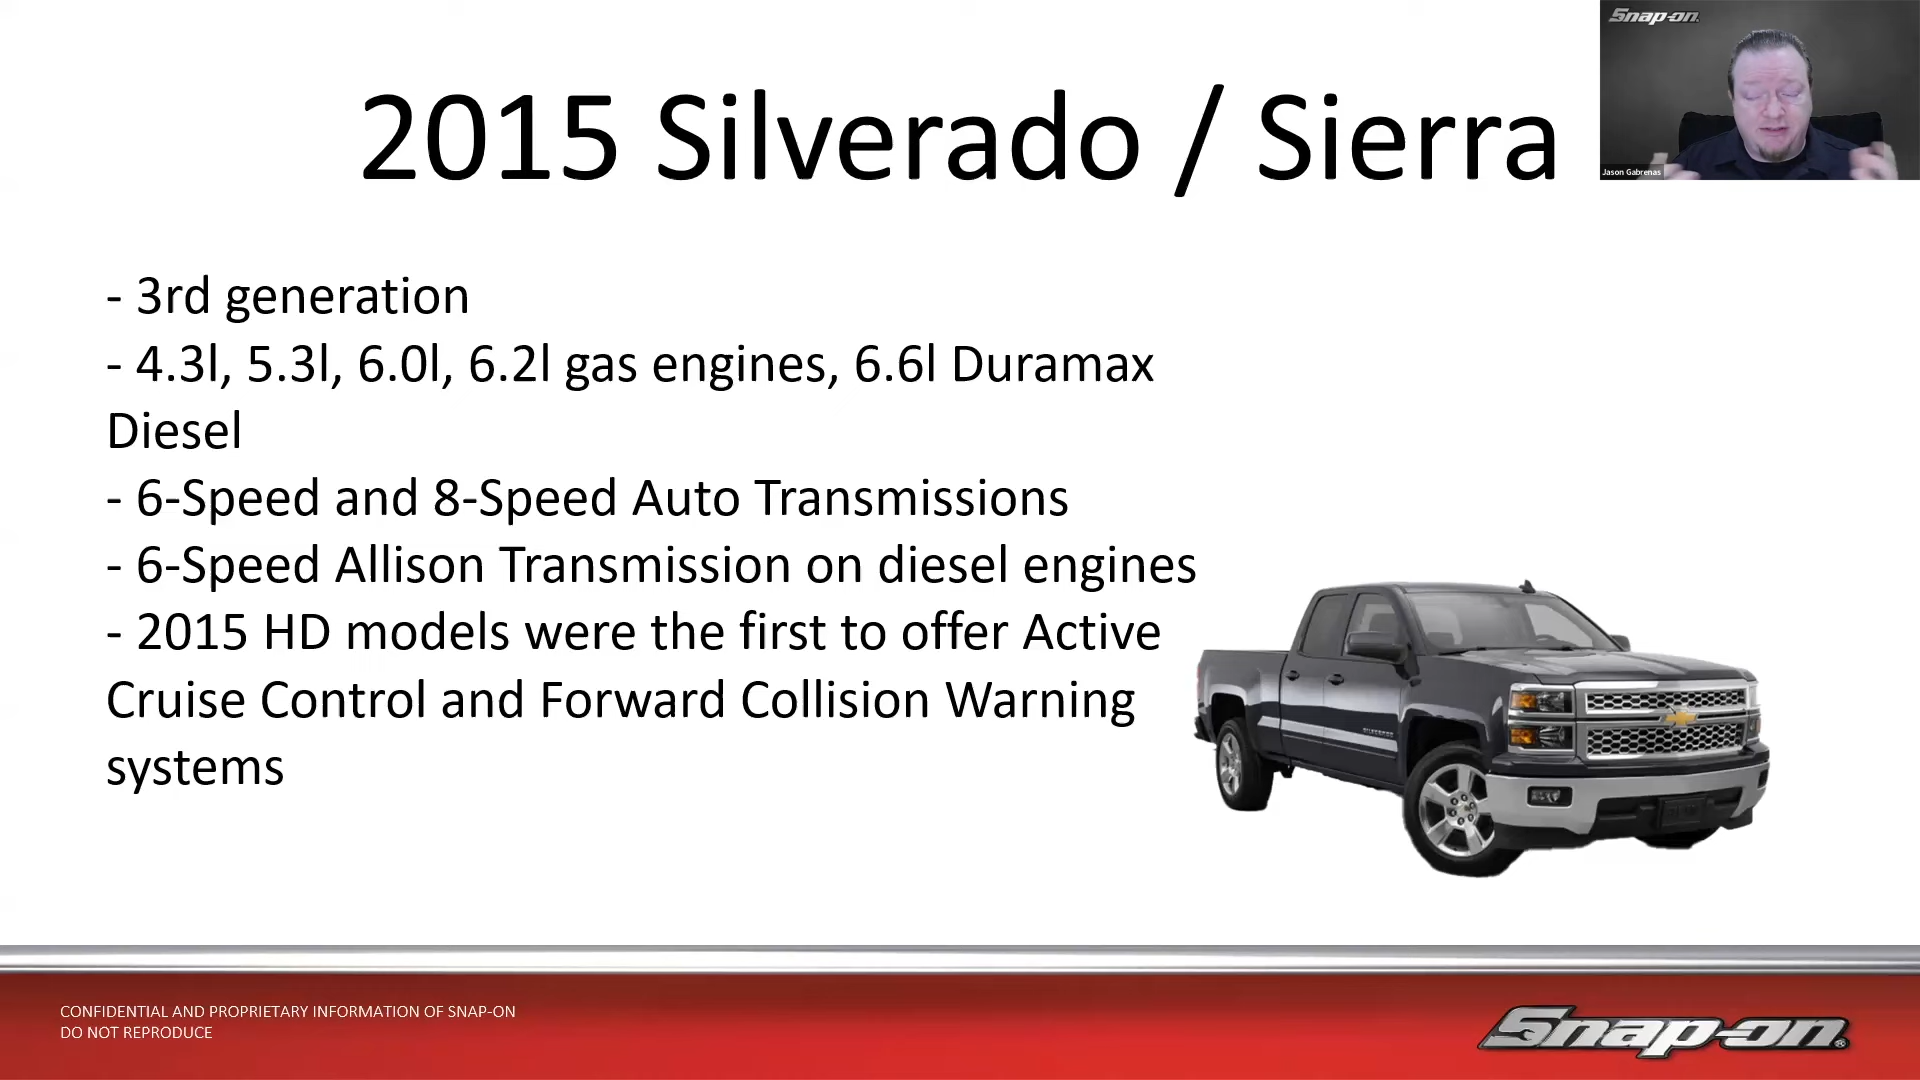 Snap-on
2015 Silverado / Sierra
Jason Gabrenas
- 3rd generation
- 4.3l, 5.3l, 6.0l, 6.2l gas engines, 6.6l Duramax
Diesel
- 6-Speed and 8-Speed Auto Transmissions
- 6-Speed Allison Transmission on diesel engines
- 2015 HD models were the first to offer Active
Cruise Control and Forward Collision Warning
systems
SILVERADO
CONFIDENTIAL AND PROPRIETARY INFORMATION OF SNAP-ON
DO NOT REPRODUCE
Snap-on®